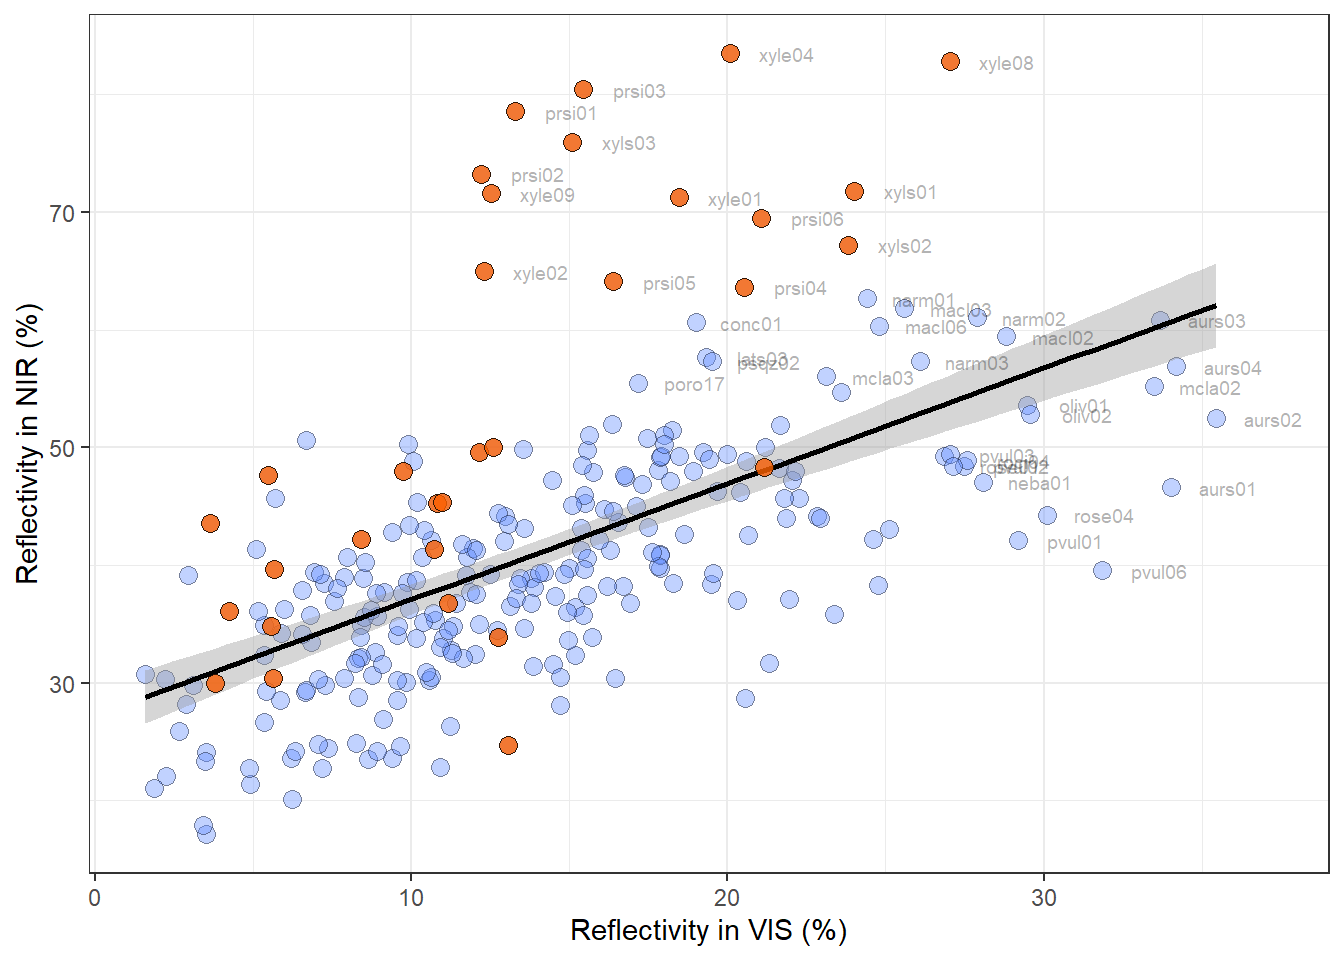 xyle04
xyle08
prsi03
prsi01
xyls03
prsi02
xyle09
xyle01
xyls01
prsi06
xyls02
xyle02
prsi05
prsi04
narm01
macl03
conc01
macl06
narm02
macl02
aurs03
psqz02
narm03
aurs04
poro17
mcla03
mcla02
oliv01
oliv02
aurs02
pvul03
neba01
aurs01
rose04
pvul01
pvul06
70
50
30
0
10
20
30
Reflectivity in VIS (%)
Reflectivity in NIR (%)